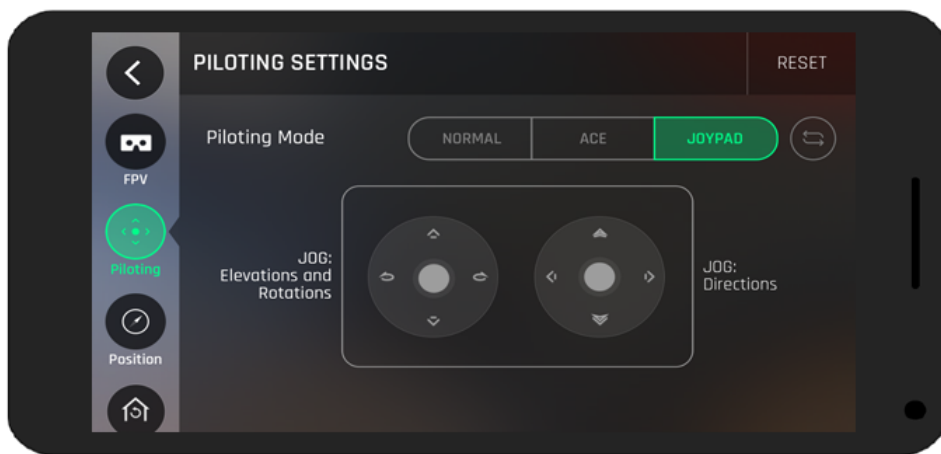 PILOTING SETTINGS
RESET
Piloting Mode
NORMAL
ACE
JOYPAD
FPV
Piloting
Position
JOG:
Elevations and
Rotations
JOG:
Directions